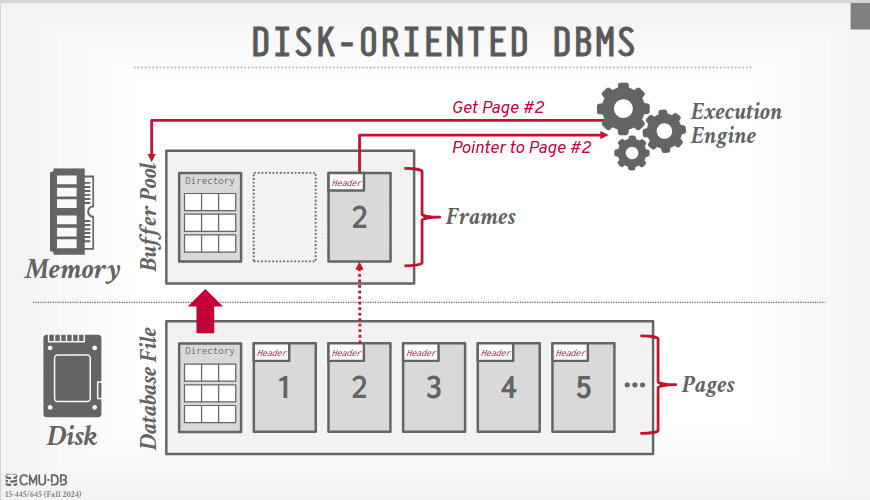 DISK-ORIENTED DBMS
Get Page #2
Execution
Engine
Pointer to Page #2
Buffer Pool
Directory
Header
2
Frames
Memory
Database File
Directory
Header
1
Header
2
Header
3
Header
4
Header
5
...
Pages
Disk
CMU·DB
15-445/645 (Fall 2024)